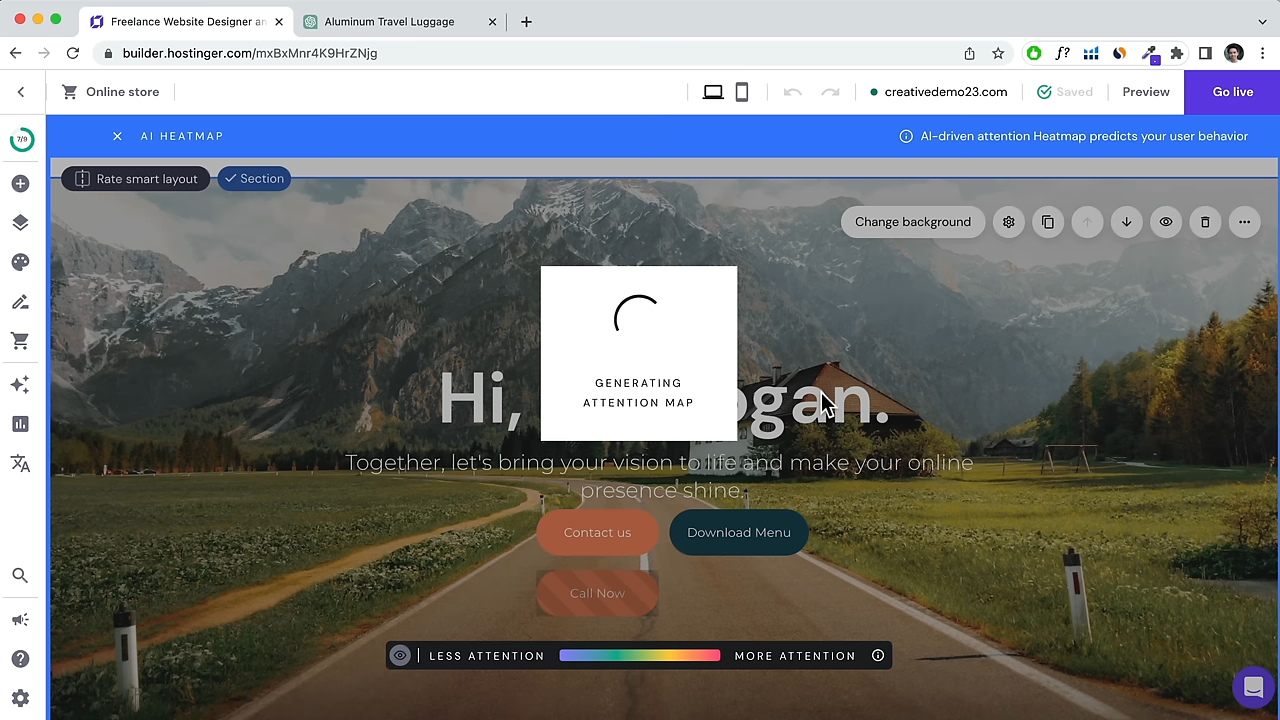 Freelance Website Designer an
Aluminum Travel Luggage
builder.hostinger.com/mxBxMnr4K9HrZNjg
f?
Online store
creativedemo23.com
Saved
Preview
Go live
7/9
AI HEATMAP
AI-driven attention Heatmap predicts your user behavior
Rate smart layout
Section
Change background
GENERATING
ATTENTION MAP
Hi, ogan.
Together, let's bring your vision to life and make your online
presence shine.
Contact us
Download Menu
Call Now
LESS ATTENTION
MORE ATTENTION